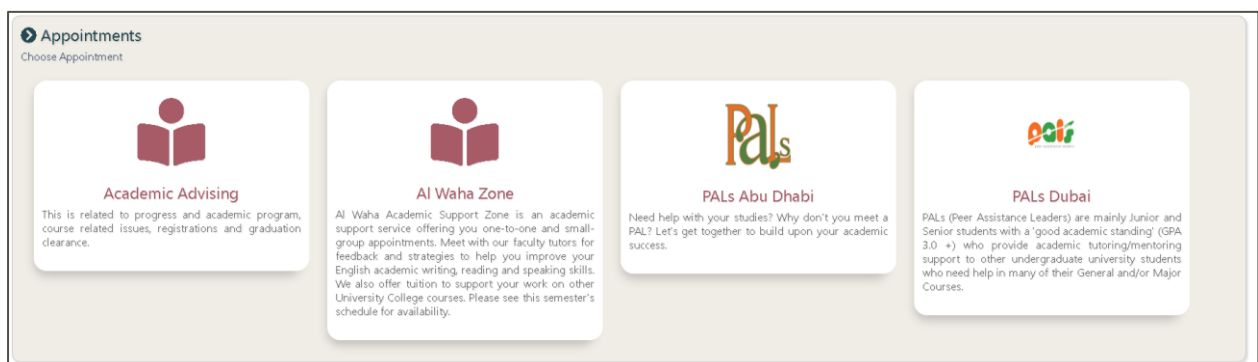 Appointments
Choose Appointment
Academic Advising
This is related to progress and academic program,
course related issues, registrations and graduation
clearance.
Al Waha Zone
Al Waha Academic Support Zone is an academic
support service offering you one-to-one and small-
group appointments. Meet with our faculty tutors for
feedback and strategies to help you improve your
English academic writing, reading and speaking skills.
We also offer tuition to support your work on other
University College courses. Please see this semester's
schedule for availability.
PALs
PALs Abu Dhabi
Need help with your studies? Why don't you meet a
PAL? Let's get together to build upon your academic
success.
pals
PALs Dubai
PALs (Peer Assistance Leaders) are mainly Junior and
Senior students with a 'good academic standing' (GPA
3.0 +) who provide academic tutoring/mentoring
support to other undergraduate university students
who need help in many of their General and/or Major
Courses.